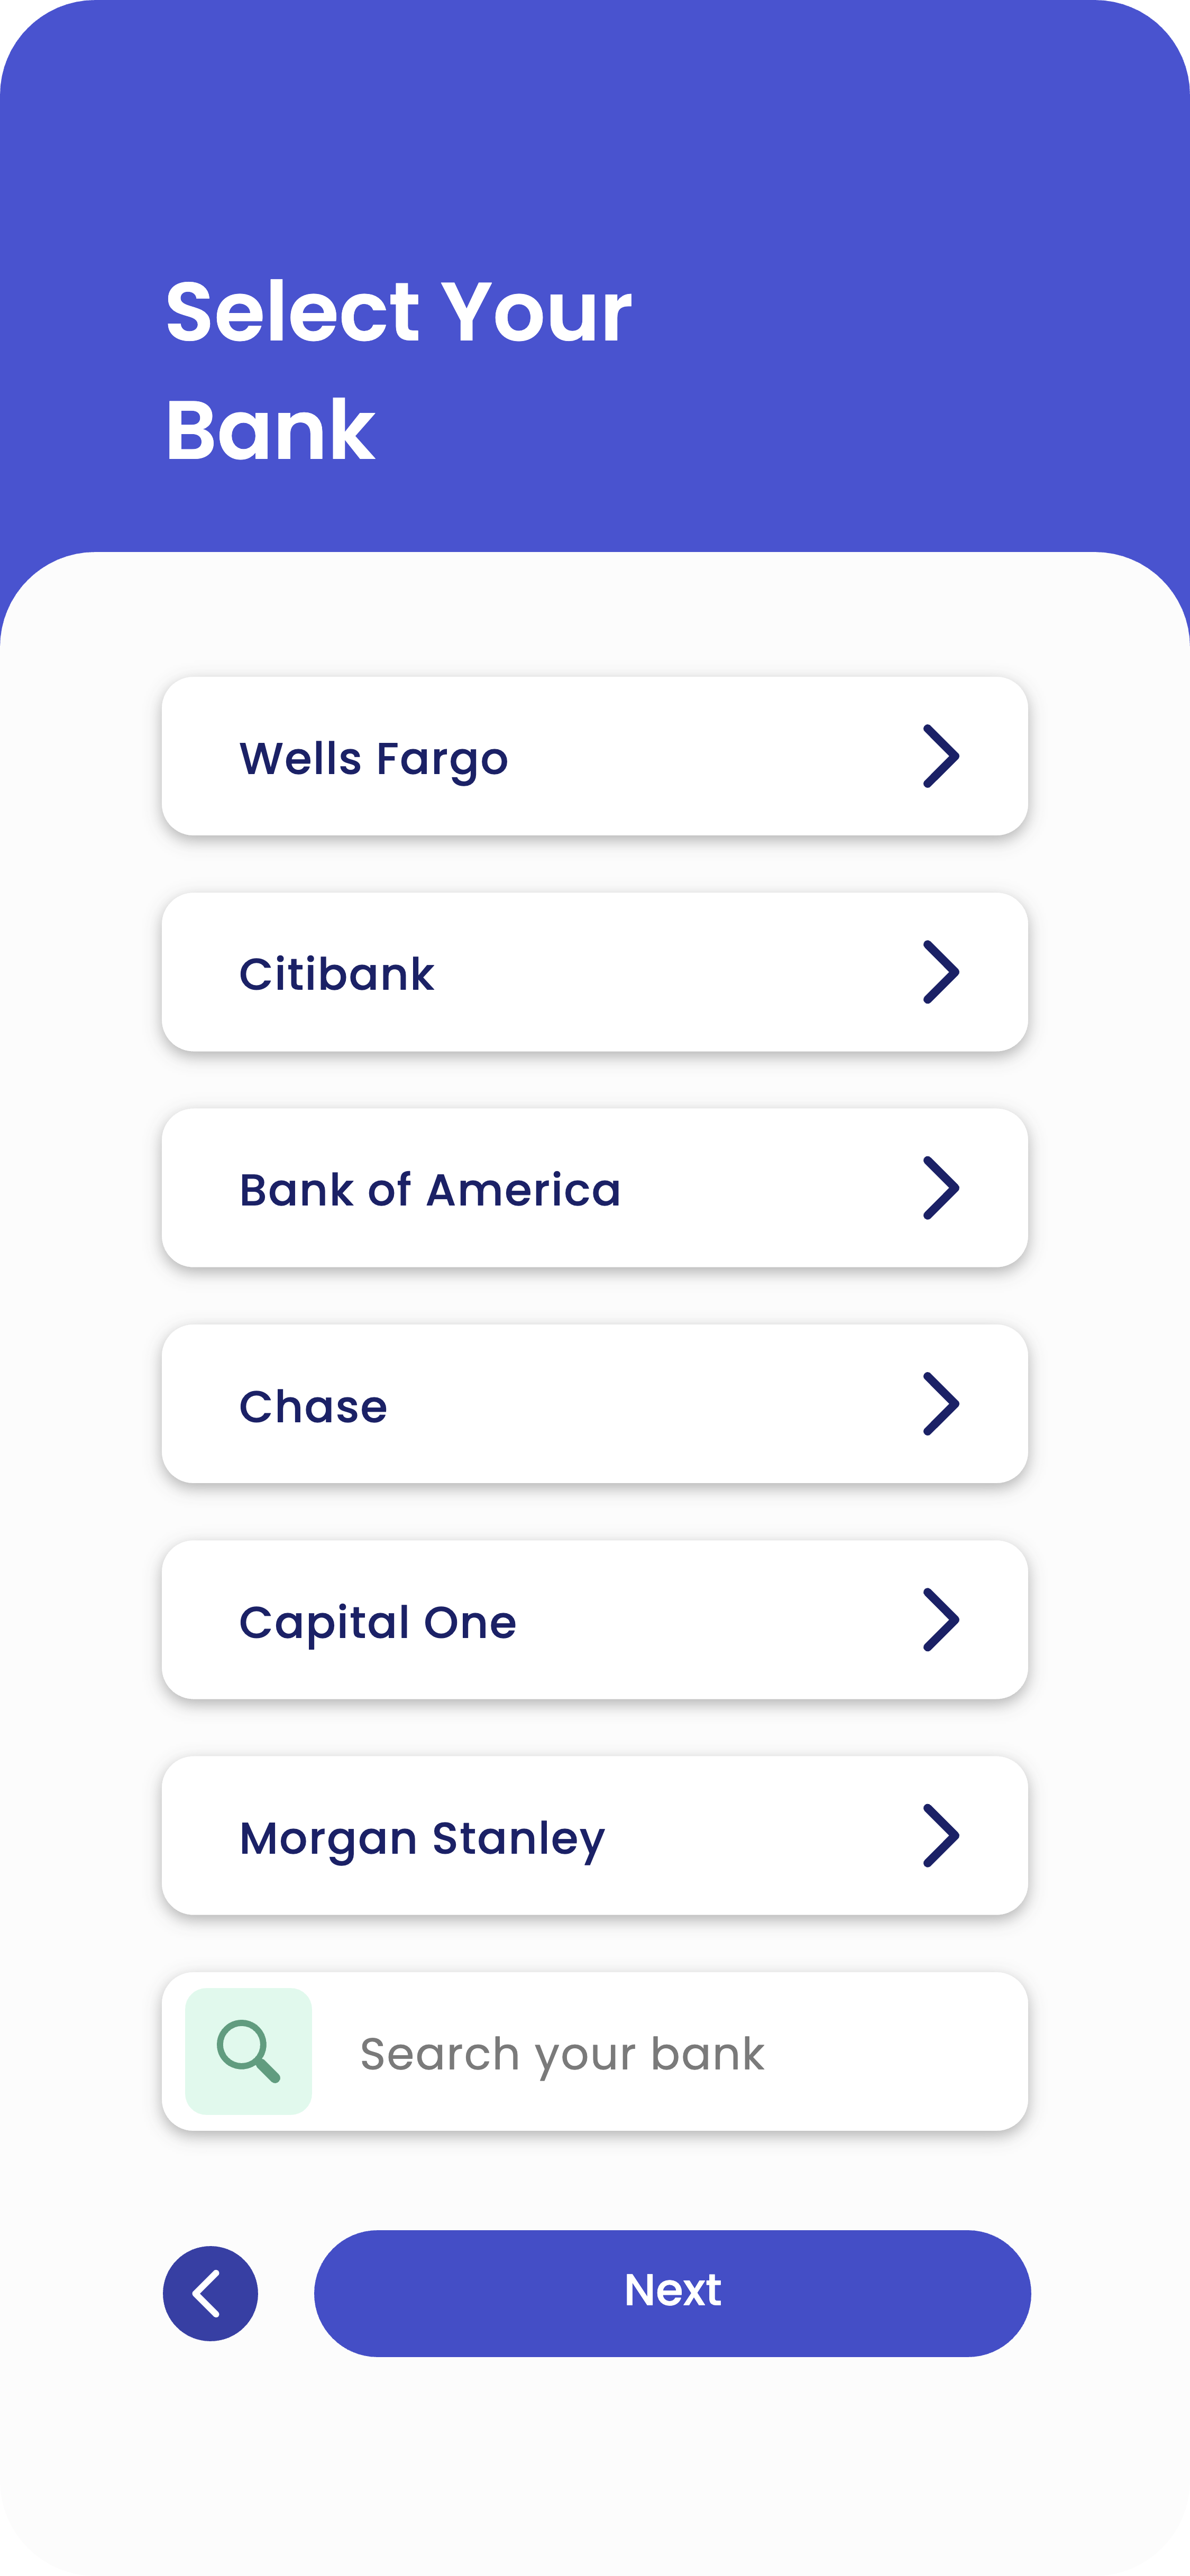 Select Your
Bank
Wells Fargo
Citibank
Bank of America
Chase
Capital One
Morgan Stanley
Search your bank
Next